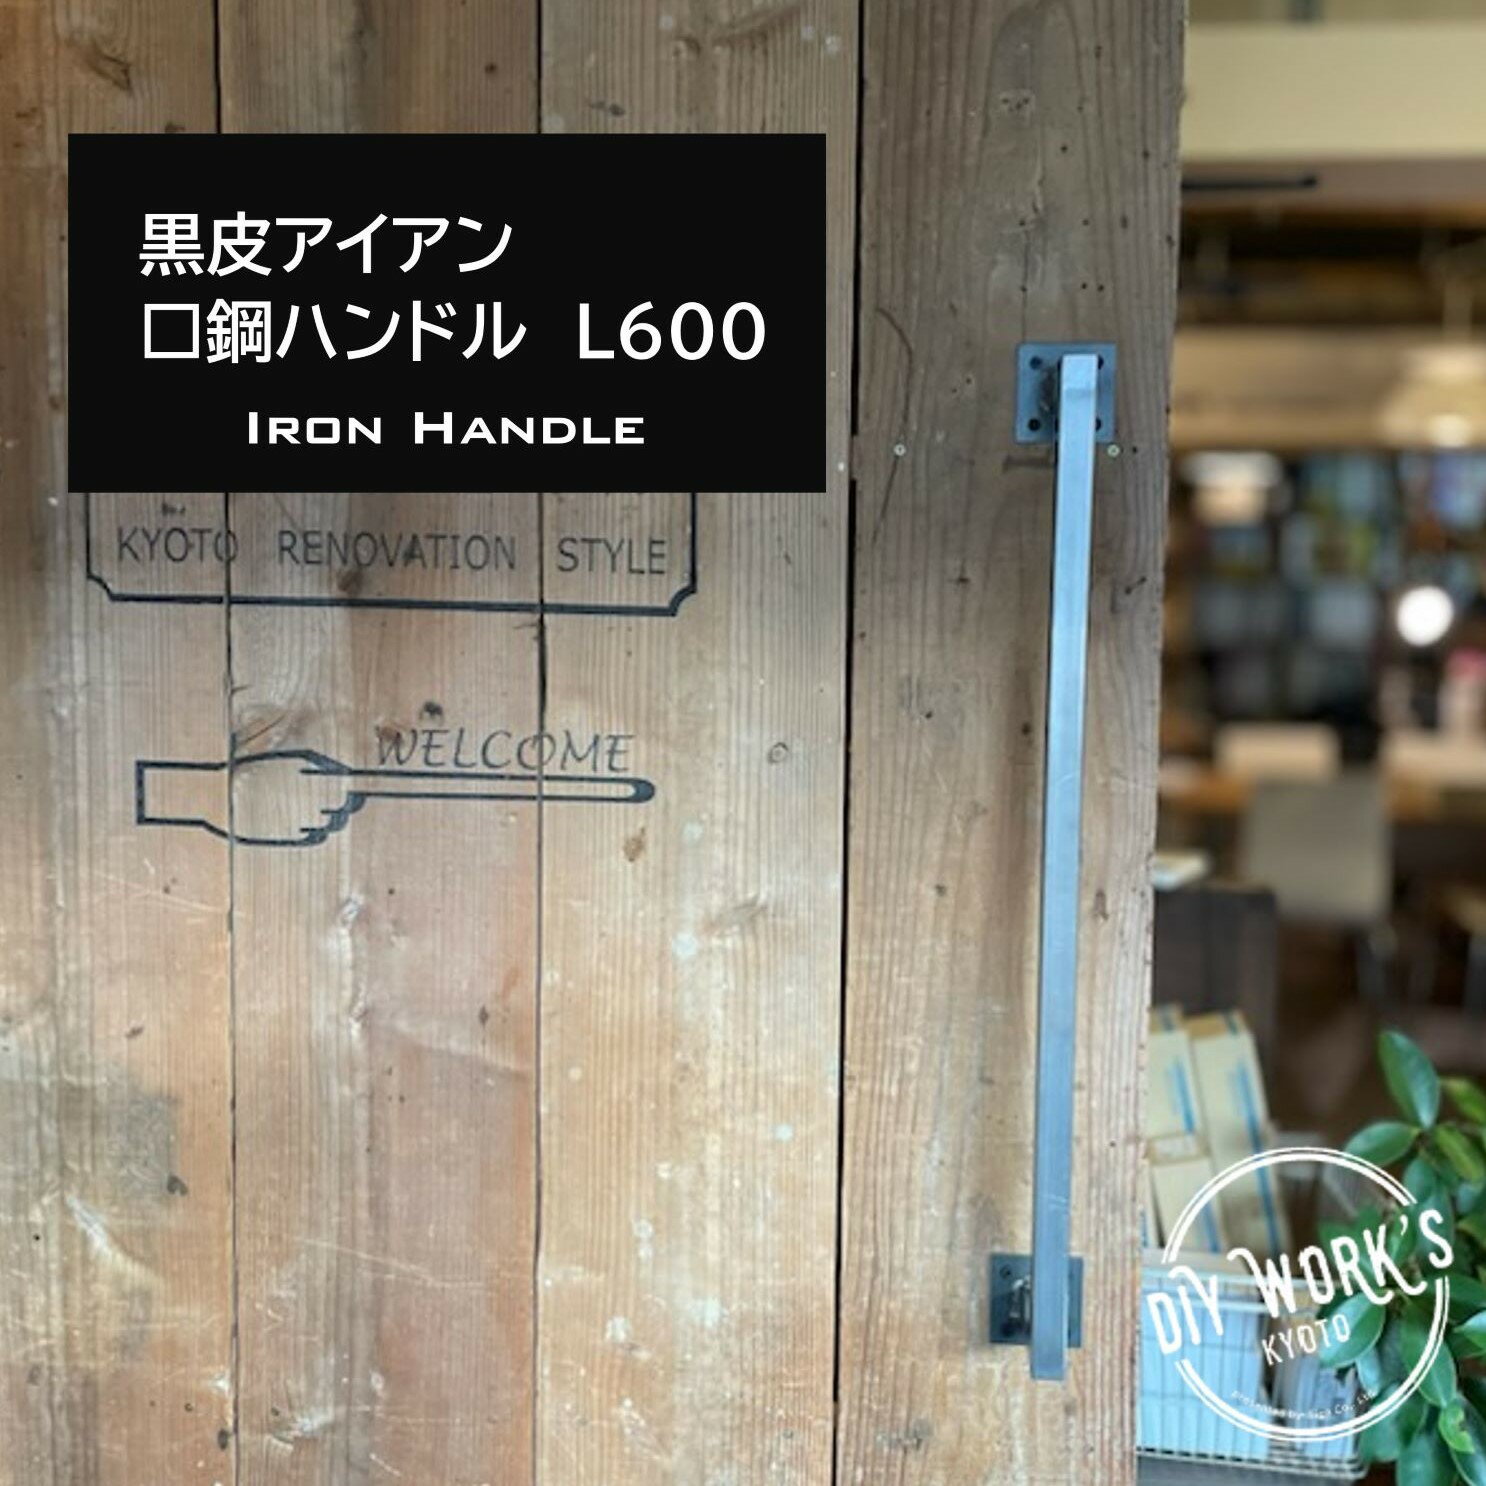 黒皮アイアン
□鋼ハンドル L600
IRON HANDLE
KYOTO RENOVATION STYLE
WELCOME
DIY WORK'S
KYOTO